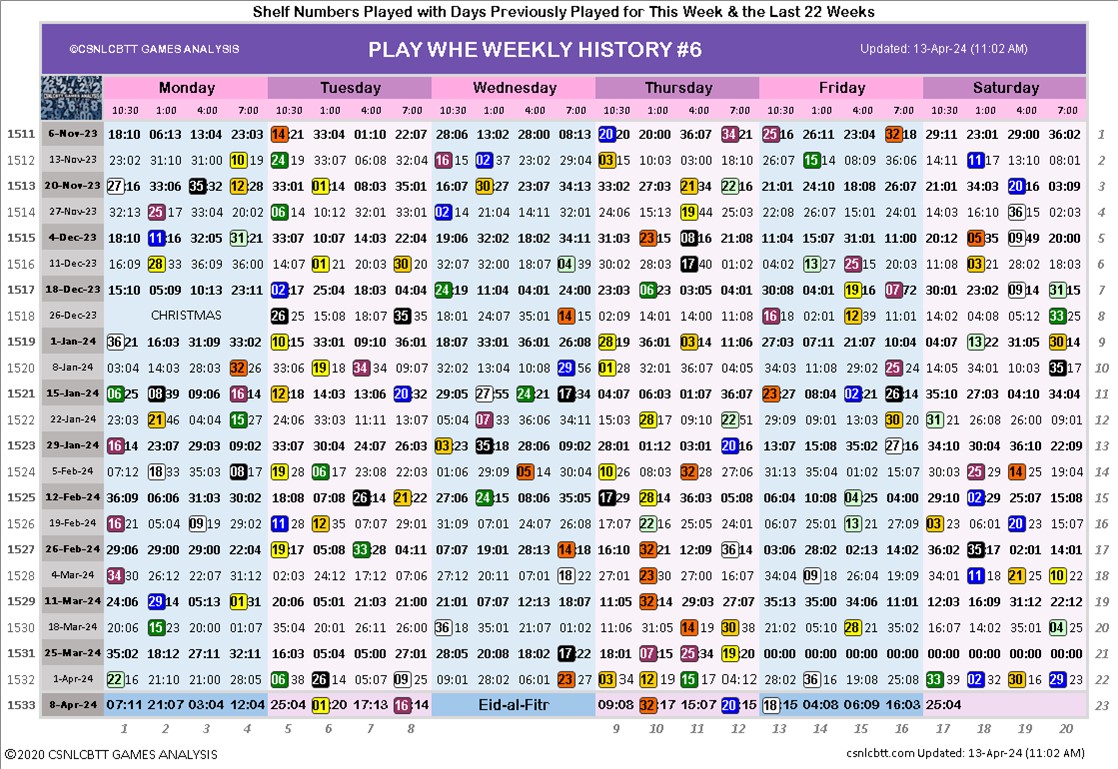 Shelf Numbers Played with Days Previously Played for This Week & the Last 22 Weeks
©CSNLCBTT GAMES ANALYSIS PLAY WHE WEEKLY HISTORY #6 Updated: 13-Apr-24 (11:02 AM)
Monday Tuesday Wednesday Thursday Friday Saturday
10:30 1:00 4:00 7:00 10:30 1:00 4:00 7:00 10:30 1:00 4:00 7:00 10:30 1:00 4:00 7:00 10:30 1:00 4:00 7:00 10:30 1:00 4:00 7:00
1511 6-Nov-23 18:10 06:13 13:04 23:03 14:21 33:04 01:10 22:07 28:06 13:02 28:00 08:13 20:20 20:00 36:07 34:21 25:16 26:11 23:04 32:18 29:11 23:01 29:00 36:02 1
1512 13-Nov-23 23:02 31:10 31:00 10:19 24:19 33:07 06:08 32:04 16:15 02:37 23:02 29:04 03:15 10:03 03:00 18:10 26:07 15:14 08:09 36:06 14:11 11:17 13:10 08:01 2
1513 20-Nov-23 27:16 33:06 35:32 12:28 33:01 01:14 08:03 35:01 16:07 30:27 23:07 34:13 33:02 27:03 21:34 22:16 21:01 24:10 18:08 26:07 21:01 34:03 20:16 03:09 3
1514 27-Nov-23 32:13 25:17 33:04 20:02 06:14 10:12 32:01 33:01 02:14 21:04 14:11 32:01 24:06 15:13 19:44 25:03 22:08 26:07 15:01 24:01 14:03 16:10 36:15 02:03 4
1515 4-Dec-23 18:10 11:16 32:05 31:21 33:07 10:07 14:03 22:04 19:06 32:02 18:02 34:11 31:03 23:15 08:16 21:08 11:04 15:07 31:01 11:00 20:12 05:35 09:49 20:00 5
1516 11-Dec-23 16:09 28:33 36:09 36:00 14:07 01:21 20:03 30:20 32:07 32:00 18:07 04:39 30:02 28:03 17:40 01:02 04:02 13:27 25:15 20:03 11:08 03:21 28:02 18:03 6
1517 18-Dec-23 15:10 05:09 10:13 23:11 02:17 25:04 18:03 04:04 24:19 11:04 04:01 24:00 23:04 06:23 03:05 04:01 30:08 04:01 19:16 07:72 30:01 23:02 09:14 31:15 7
1518 26-Dec-23 CHRISTMAS 26:25 15:08 18:07 35:35 18:01 24:07 35:01 14:15 02:09 14:01 14:00 11:08 16:18 02:01 12:39 11:01 14:02 04:08 05:12 33:25 8
1519 1-Jan-24 36:21 16:03 31:09 33:02 10:15 33:01 09:10 36:01 18:07 33:01 36:01 26:08 28:19 36:01 03:14 11:06 27:03 07:11 21:07 10:04 04:07 13:22 31:05 30:14 9
1520 8-Jan-24 03:04 14:03 28:03 32:26 33:06 19:18 34:34 09:07 32:02 13:04 10:08 29:56 01:28 32:01 36:07 04:05 34:03 11:08 09:02 25:24 14:05 34:01 10:03 35:17 10
1521 15-Jan-24 06:25 08:39 09:06 16:14 12:18 14:03 13:06 20:32 29:05 27:55 24:21 17:34 04:07 06:03 01:07 36:07 23:27 08:04 02:21 26:14 35:10 27:03 04:10 34:04 11
1522 22-Jan-24 23:03 21:46 04:04 15:27 24:06 33:03 11:11 13:07 05:04 07:33 36:06 34:11 13:02 28:17 09:10 22:51 29:04 09:01 13:03 30:20 31:21 26:08 26:00 09:01 12
1523 29-Jan-24 16:14 23:07 29:03 09:02 33:07 30:04 24:07 26:03 03:23 35:18 28:06 09:02 28:01 01:12 03:01 20:16 13:07 15:08 35:02 27:16 34:10 30:04 36:10 22:09 13
1524 5-Feb-24 07:12 18:33 35:03 08:17 19:28 06:17 23:08 22:03 01:06 29:09 05:14 30:04 10:26 08:03 32:28 27:06 31:13 35:04 01:02 15:07 30:03 25:29 14:25 19:04 14
1525 12-Feb-24 36:09 06:06 31:03 30:02 18:08 07:08 26:14 21:22 27:06 24:15 08:06 35:05 17:29 28:14 36:03 05:08 06:04 10:08 04:25 04:00 29:10 02:29 25:07 15:08 15
1526 19-Feb-24 16:21 05:04 09:19 29:02 11:28 12:35 07:07 29:01 31:09 07:01 24:07 26:08 17:07 22:16 25:05 24:01 06:07 25:01 13:21 07:01 03:23 06:01 20:23 15:07 16
1527 26-Feb-24 29:06 29:00 29:00 22:04 19:17 05:08 33:28 04:11 07:07 19:01 28:13 14:18 16:10 32:21 12:09 36:14 03:06 28:02 02:13 14:02 36:02 35:17 02:01 14:01 17
1528 4-Mar-24 34:30 26:12 22:07 31:12 02:03 24:12 17:12 07:06 27:12 20:11 07:01 18:22 27:01 23:30 27:00 16:07 34:04 09:18 26:04 19:09 34:01 11:18 21:25 10:22 18
1529 11-Mar-24 24:06 29:14 05:13 01:31 20:06 05:01 21:03 21:00 21:01 07:07 12:13 18:07 11:05 32:14 29:03 27:07 35:13 35:00 34:06 11:01 12:03 16:09 31:12 22:12 19
1530 18-Mar-24 20:06 15:23 20:00 01:07 35:04 20:01 26:11 26:00 36:18 35:01 21:07 01:07 11:06 31:05 14:19 30:38 21:02 05:10 28:21 35:02 16:07 14:02 35:01 04:25 20
1531 25-Mar-24 35:02 18:12 27:11 32:11 16:03 05:04 05:00 21:05 28:05 20:08 18:02 17:22 10:02 07:15 25:34 19:20 00:00 00:00 00:00 00:00 00:00 00:00 00:00 00:00 21
1532 1-Apr-24 22:16 21:10 21:00 28:08 06:38 26:14 05:07 09:25 09:01 28:02 06:02 23:27 03:34 12:19 15:17 04:12 28:04 36:16 19:08 09:03 33:39 02:32 30:16 29:23 22
1533 8-Apr-24 07:11 21:07 03:04 12:04 25:04 01:20 17:13 16:14 Eid-al-Fitr 09:08 32:17 15:07 20:15 18:15 04:08 06:09 16:03 25:04 23
1 2 3 4 5 6 7 8 9 10 11 12 13 14 15 16 17 18 19 20
©2020 CSNLCBTT GAMES ANALYSIS csnlcbtt.com Updated: 13-Apr-24 (11:02 AM)